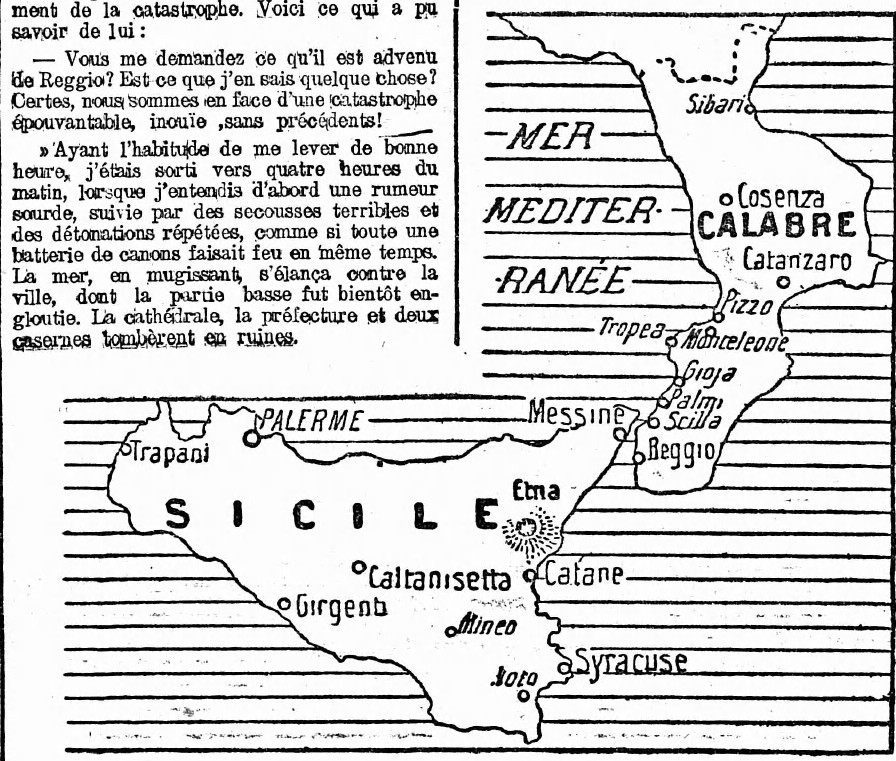 ment de la catastrophe. Voici ce qui a pu
savoir de lui :
— Vous me demandez ce qu'il est advenu
de Reggio? Est ce que j'en sais quelque chose?
Certes, nous sommes en face d'une catastrophe
épouvantable, inouïe ,sans précédents!
» Ayant l'habitude de me lever de bonne
heure, j'étais sorti vers quatre heures du
matin, lorsque j'entendis d'abord une rumeur
sourde, suivie par des secousses terribles et
des détonations répétées, comme si toute une
batterie de canons faisait feu en même temps.
La mer, en mugissant, s'élança contre la
ville, dont la partie basse fut bientôt en-
gloutie. La cathédrale, la préfecture et deux
casernes tombèrent en ruines.
Sibari
MER
MEDITER-
RANÉE
Cosenza
CALABRE
Catanzaro
Pizzo
Tropea
Monteleone
Gioja
Palmi
Scilla
Messine
Reggio
PALERME
Trapani
SICILE
Etna
Caltanisetta
Catane
Girgenti
Mineo
Syracuse
Noto